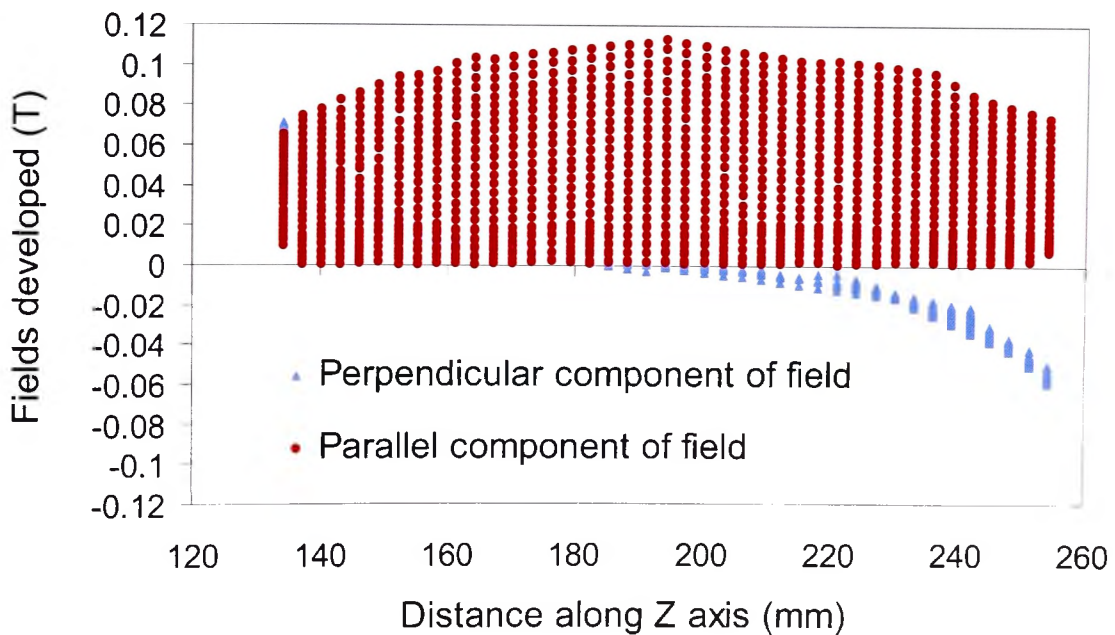 Fields developed (T)
0.12
0.1
0.08
0.06
0.04
0.02
0
-0.02
-0.04
-0.06
-0.08
-0.1
-0.12
Perpendicular component of field
Parallel component of field
120 140 160 180 200 220 240 260
Distance along Z axis (mm)